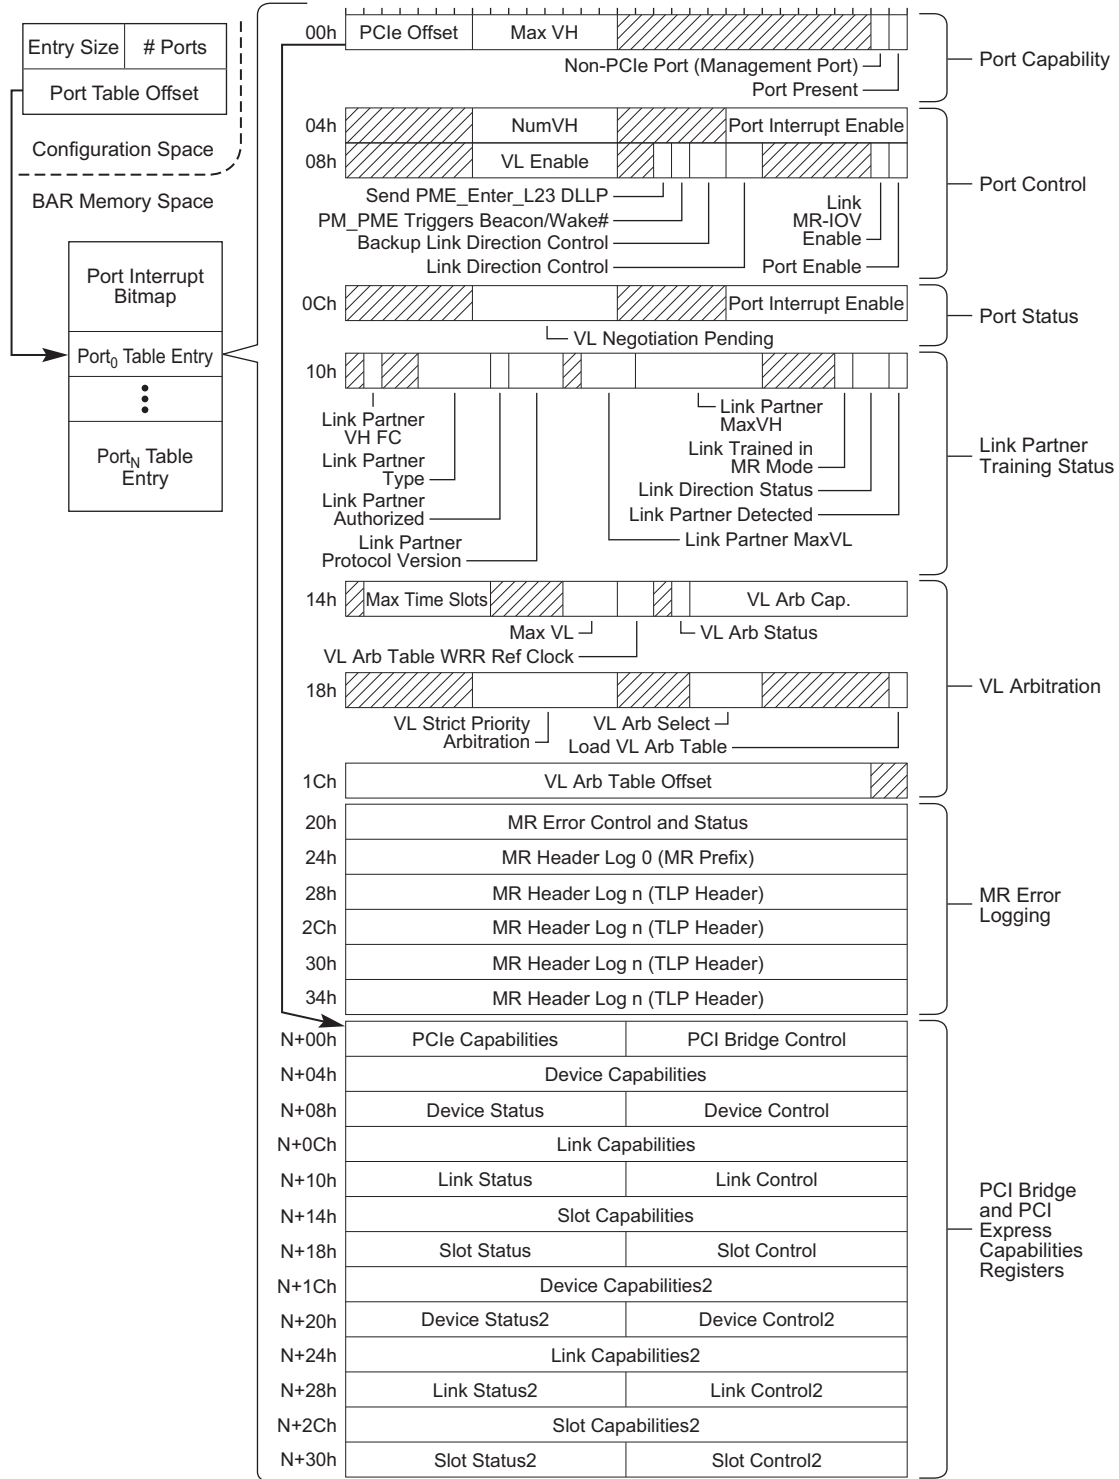 Entry Size # Ports
Port Table Offset
Configuration Space
BAR Memory Space
Port Interrupt
Bitmap
Port0 Table Entry
PortN Table
Entry
00h PCIe Offset Max VH
Non-PCIe Port (Management Port)
Port Present
Port Capability
04h NumVH Port Interrupt Enable
08h VL Enable
Send PME_Enter_L23 DLLP
PM_PME Triggers Beacon/Wake#
Backup Link Direction Control
Link Direction Control
Link
MR-IOV
Enable
Port Enable
Port Control
0Ch Port Interrupt Enable
VL Negotiation Pending
Port Status
10h
Link Partner
VH FC
Link Partner
Type
Link Partner
Authorized
Link Partner
Protocol Version
Link Partner
MaxVH
Link Trained in
MR Mode
Link Direction Status
Link Partner Detected
Link Partner MaxVL
Link Partner
Training Status
14h Max Time Slots VL Arb Cap.
Max VL VL Arb Status
VL Arb Table WRR Ref Clock
18h
VL Strict Priority
Arbitration
VL Arb Select
Load VL Arb Table
VL Arbitration
1Ch VL Arb Table Offset
20h MR Error Control and Status
24h MR Header Log 0 (MR Prefix)
28h MR Header Log n (TLP Header)
2Ch MR Header Log n (TLP Header)
30h MR Header Log n (TLP Header)
34h MR Header Log n (TLP Header)
MR Error
Logging
N+00h PCIe Capabilities PCI Bridge Control
N+04h Device Capabilities
N+08h Device Status Device Control
N+0Ch Link Capabilities
N+10h Link Status Link Control
N+14h Slot Capabilities
N+18h Slot Status Slot Control
N+1Ch Device Capabilities2
N+20h Device Status2 Device Control2
N+24h Link Capabilities2
N+28h Link Status2 Link Control2
N+2Ch Slot Capabilities2
N+30h Slot Status2 Slot Control2
PCI Bridge
and PCI
Express
Capabilities
Registers